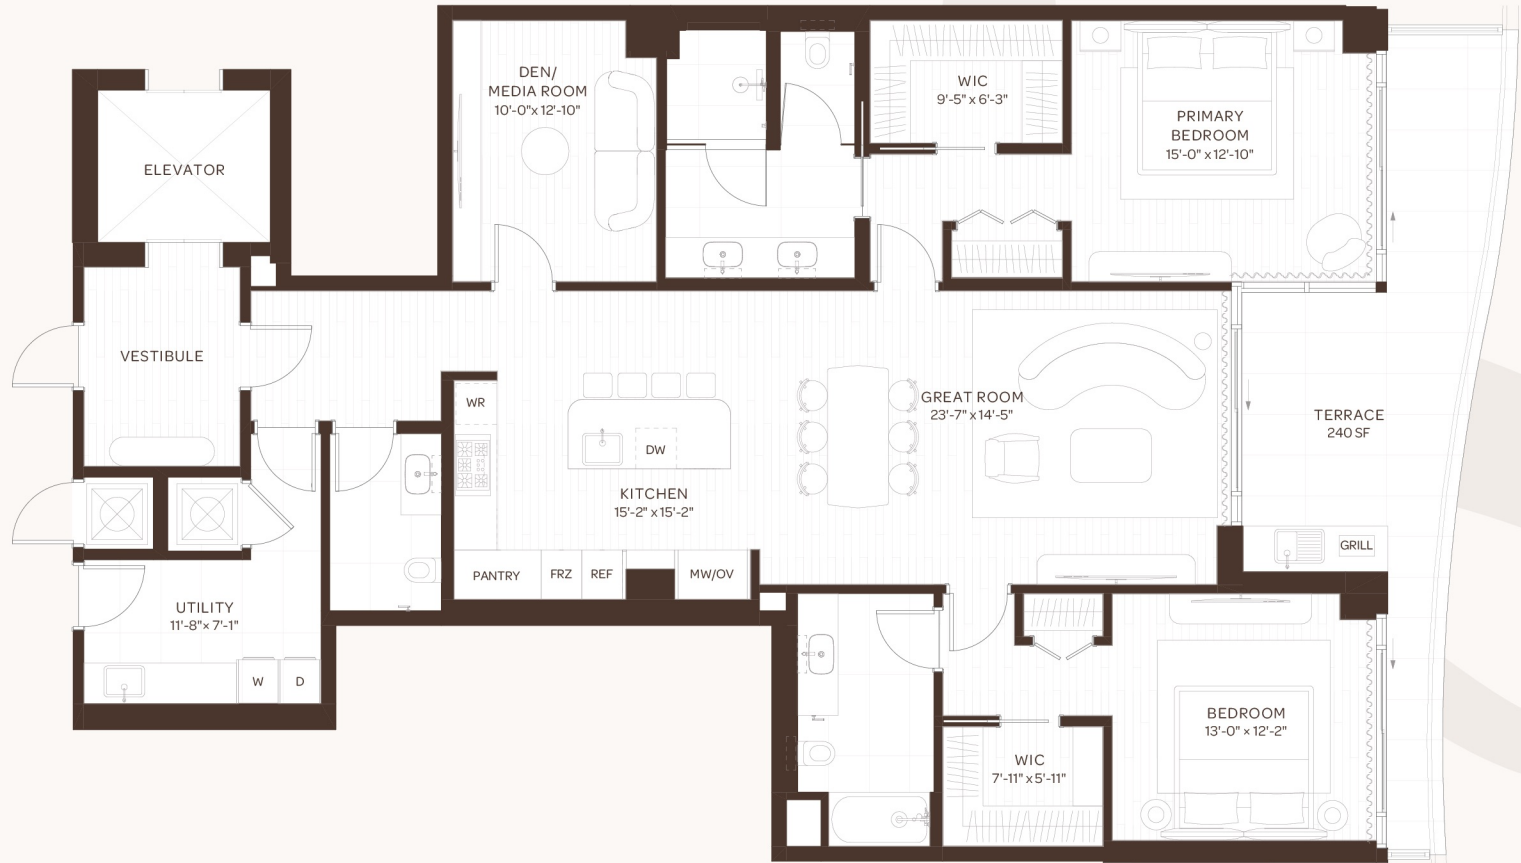 DEN/
MEDIA ROOM
10'-0"x 12'-10"
WIC
9'-5" x 6'-3"
PRIMARY
BEDROOM
15'-0" x 12'-10"
ELEVATOR
VESTIBULE
WR
DW
KITCHEN
15'-2" x 15'-2"
GREAT ROOM
23'-7" x 14'-5"
TERRACE
240 SF
GRILL
PANTRY
FRZ
REF
MW/OV
UTILITY
11'-8"× 7'-1"
W
D
WIC
7'-11" x 5'-11"
BEDROOM
13'-0" × 12'-2"